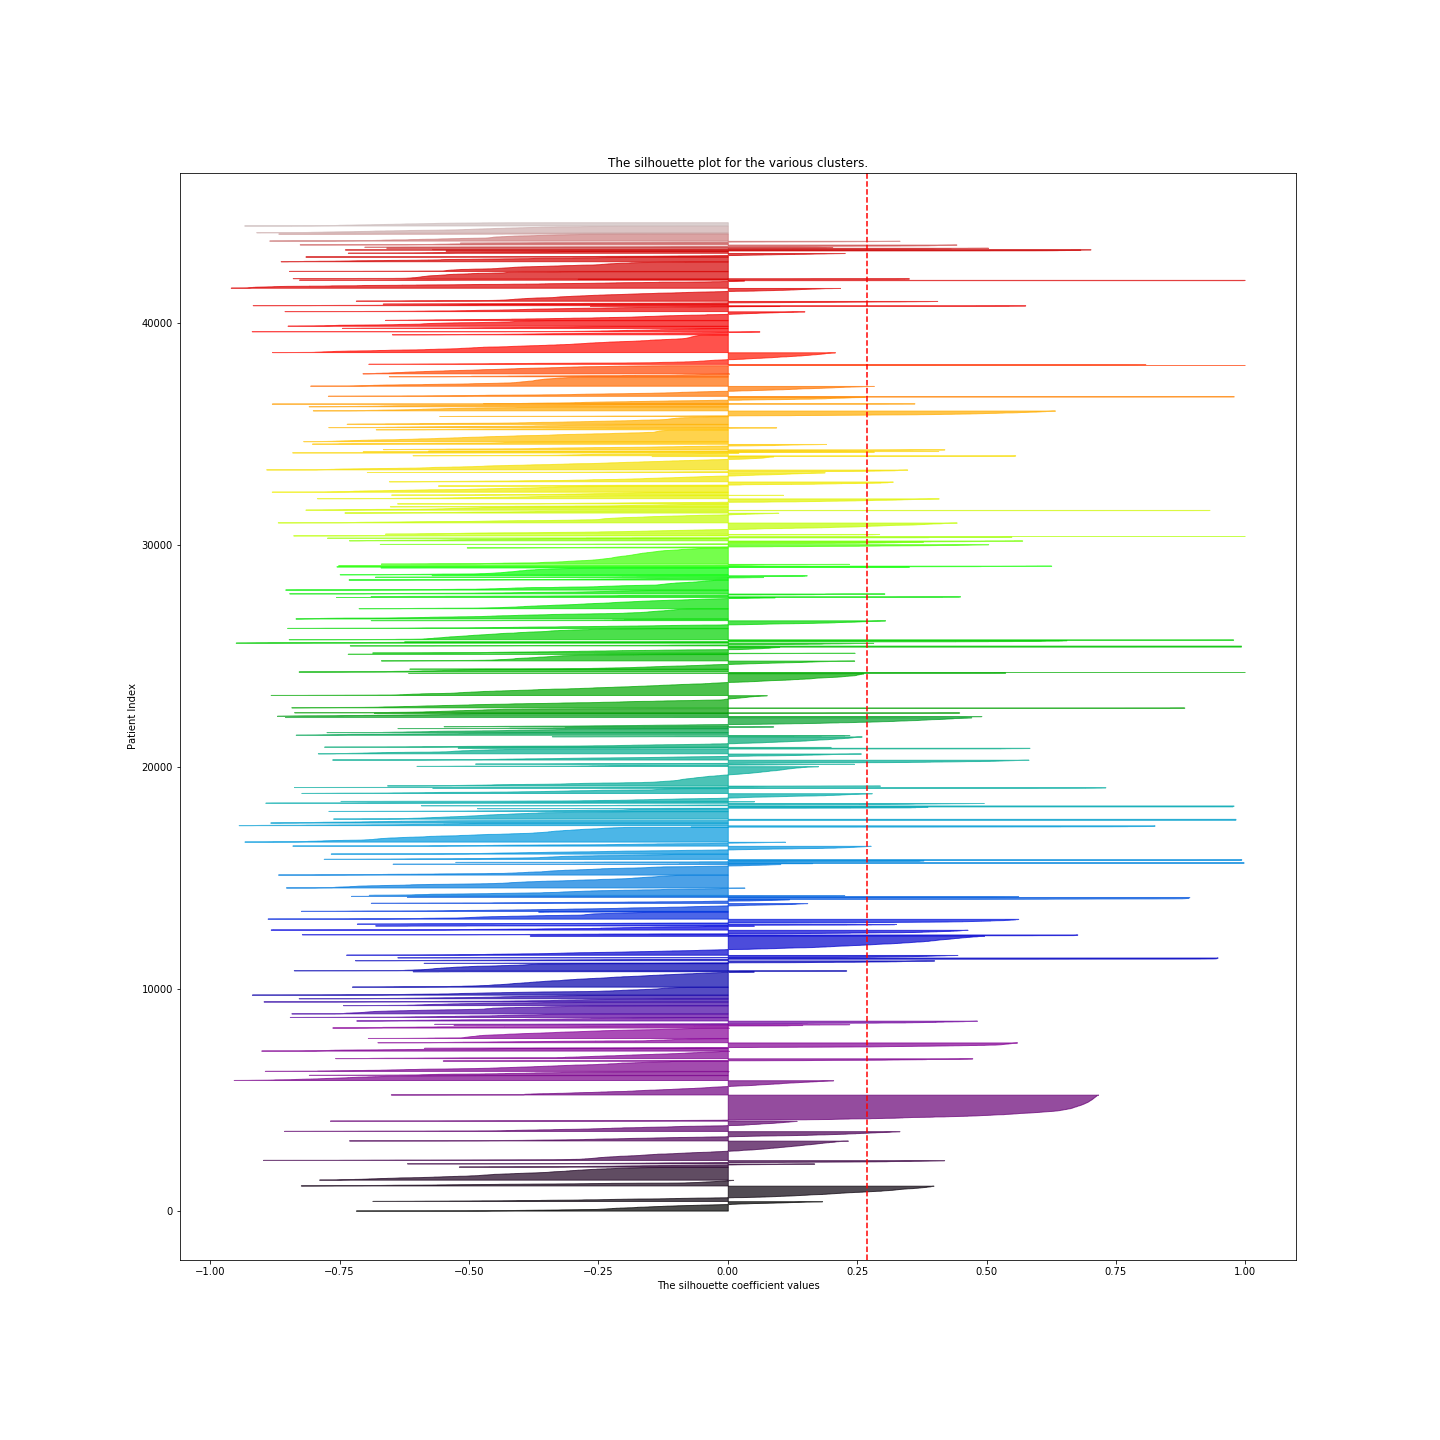 The silhouette plot for the various clusters.
40000
30000
Patient Index
20000
10000
0
−1.00 −0.75 −0.50 −0.25 0.00 0.25 0.50 0.75 1.00
The silhouette coefficient values